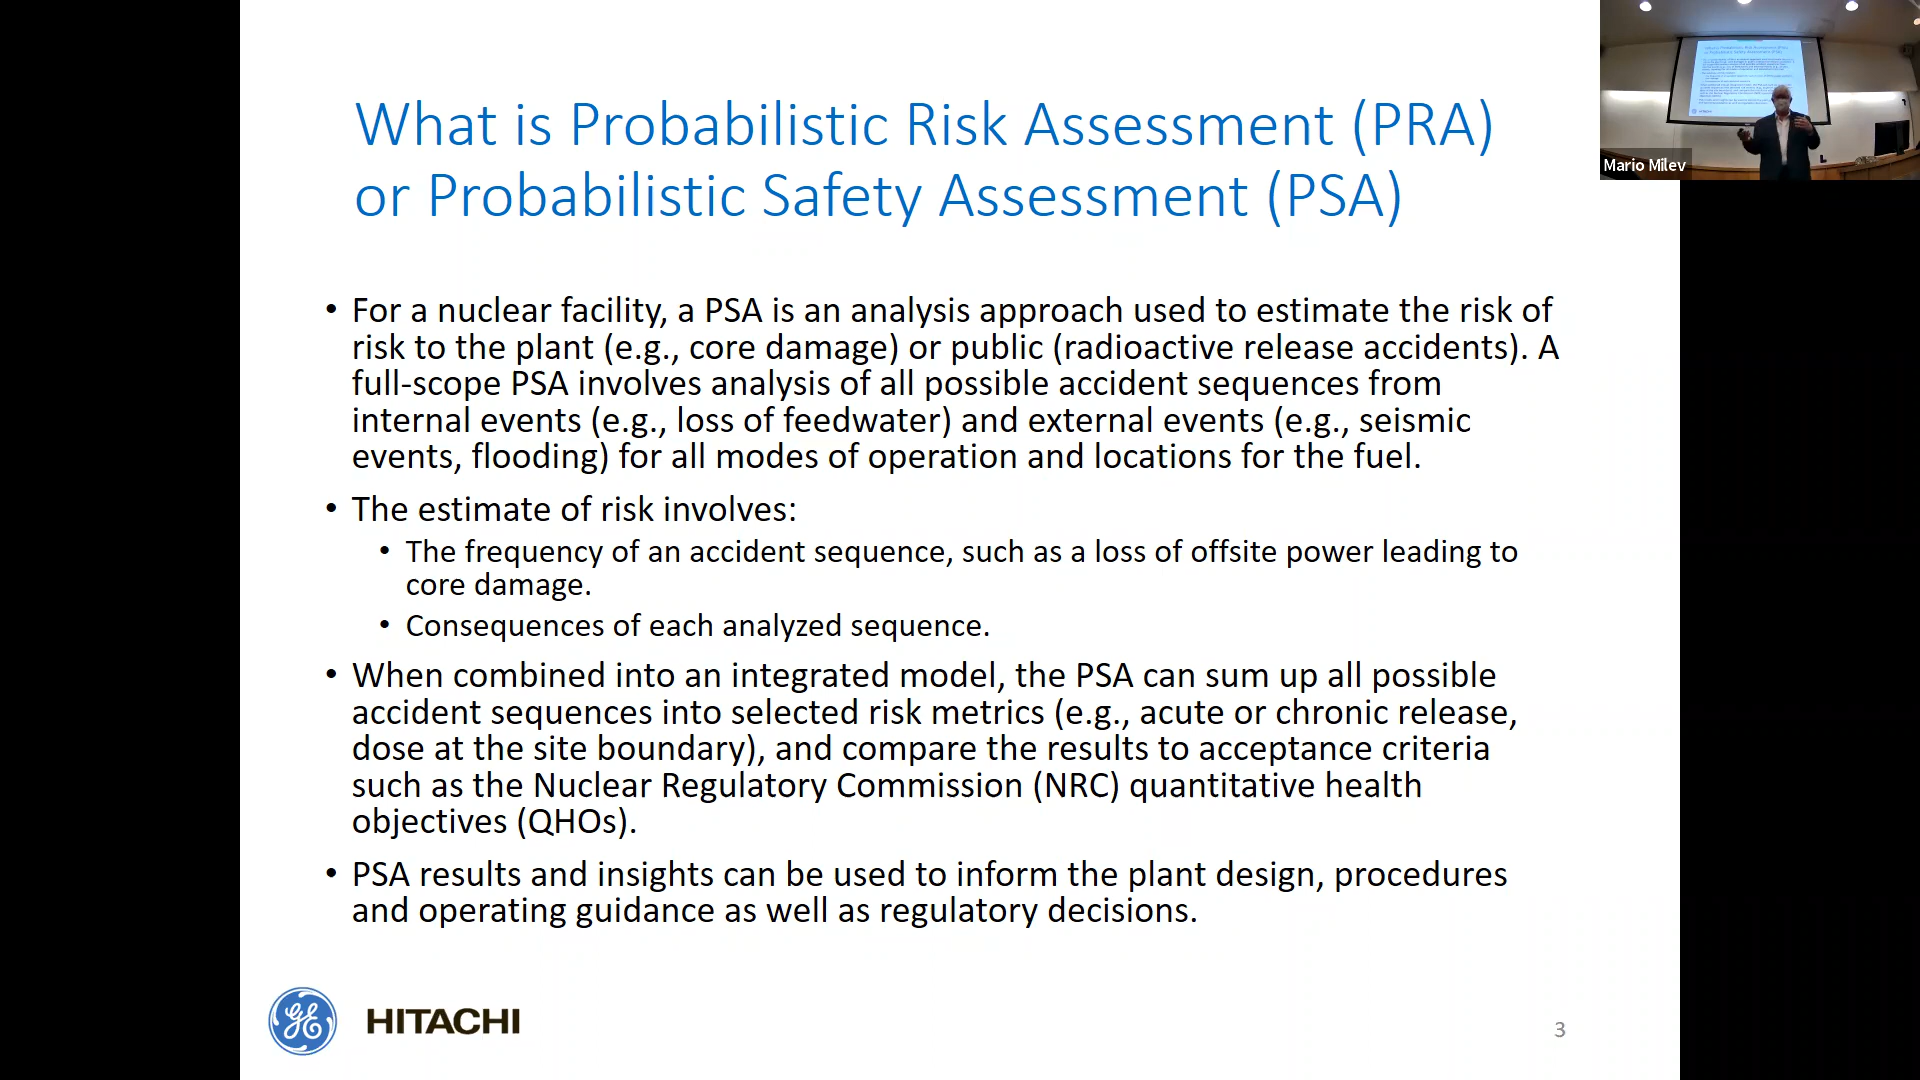 What is Probabilistic Risk Assessment (PRA)
or Probabilistic Safety Assessment (PSA)
• For a nuclear facility, a PSA is an analysis approach used to estimate the risk of
risk to the plant (e.g., core damage) or public (radioactive release accidents). A
full-scope PSA involves analysis of all possible accident sequences from
internal events (e.g., loss of feedwater) and external events (e.g., seismic
events, flooding) for all modes of operation and locations for the fuel.
• The estimate of risk involves:
• The frequency of an accident sequence, such as a loss of offsite power leading to
core damage.
• Consequences of each analyzed sequence.
• When combined into an integrated model, the PSA can sum up all possible
accident sequences into selected risk metrics (e.g., acute or chronic release,
dose at the site boundary), and compare the results to acceptance criteria
such as the Nuclear Regulatory Commission (NRC) quantitative health
objectives (QHOs).
• PSA results and insights can be used to inform the plant design, procedures
and operating guidance as well as regulatory decisions.
GE HITACHI
3
Mario Milev